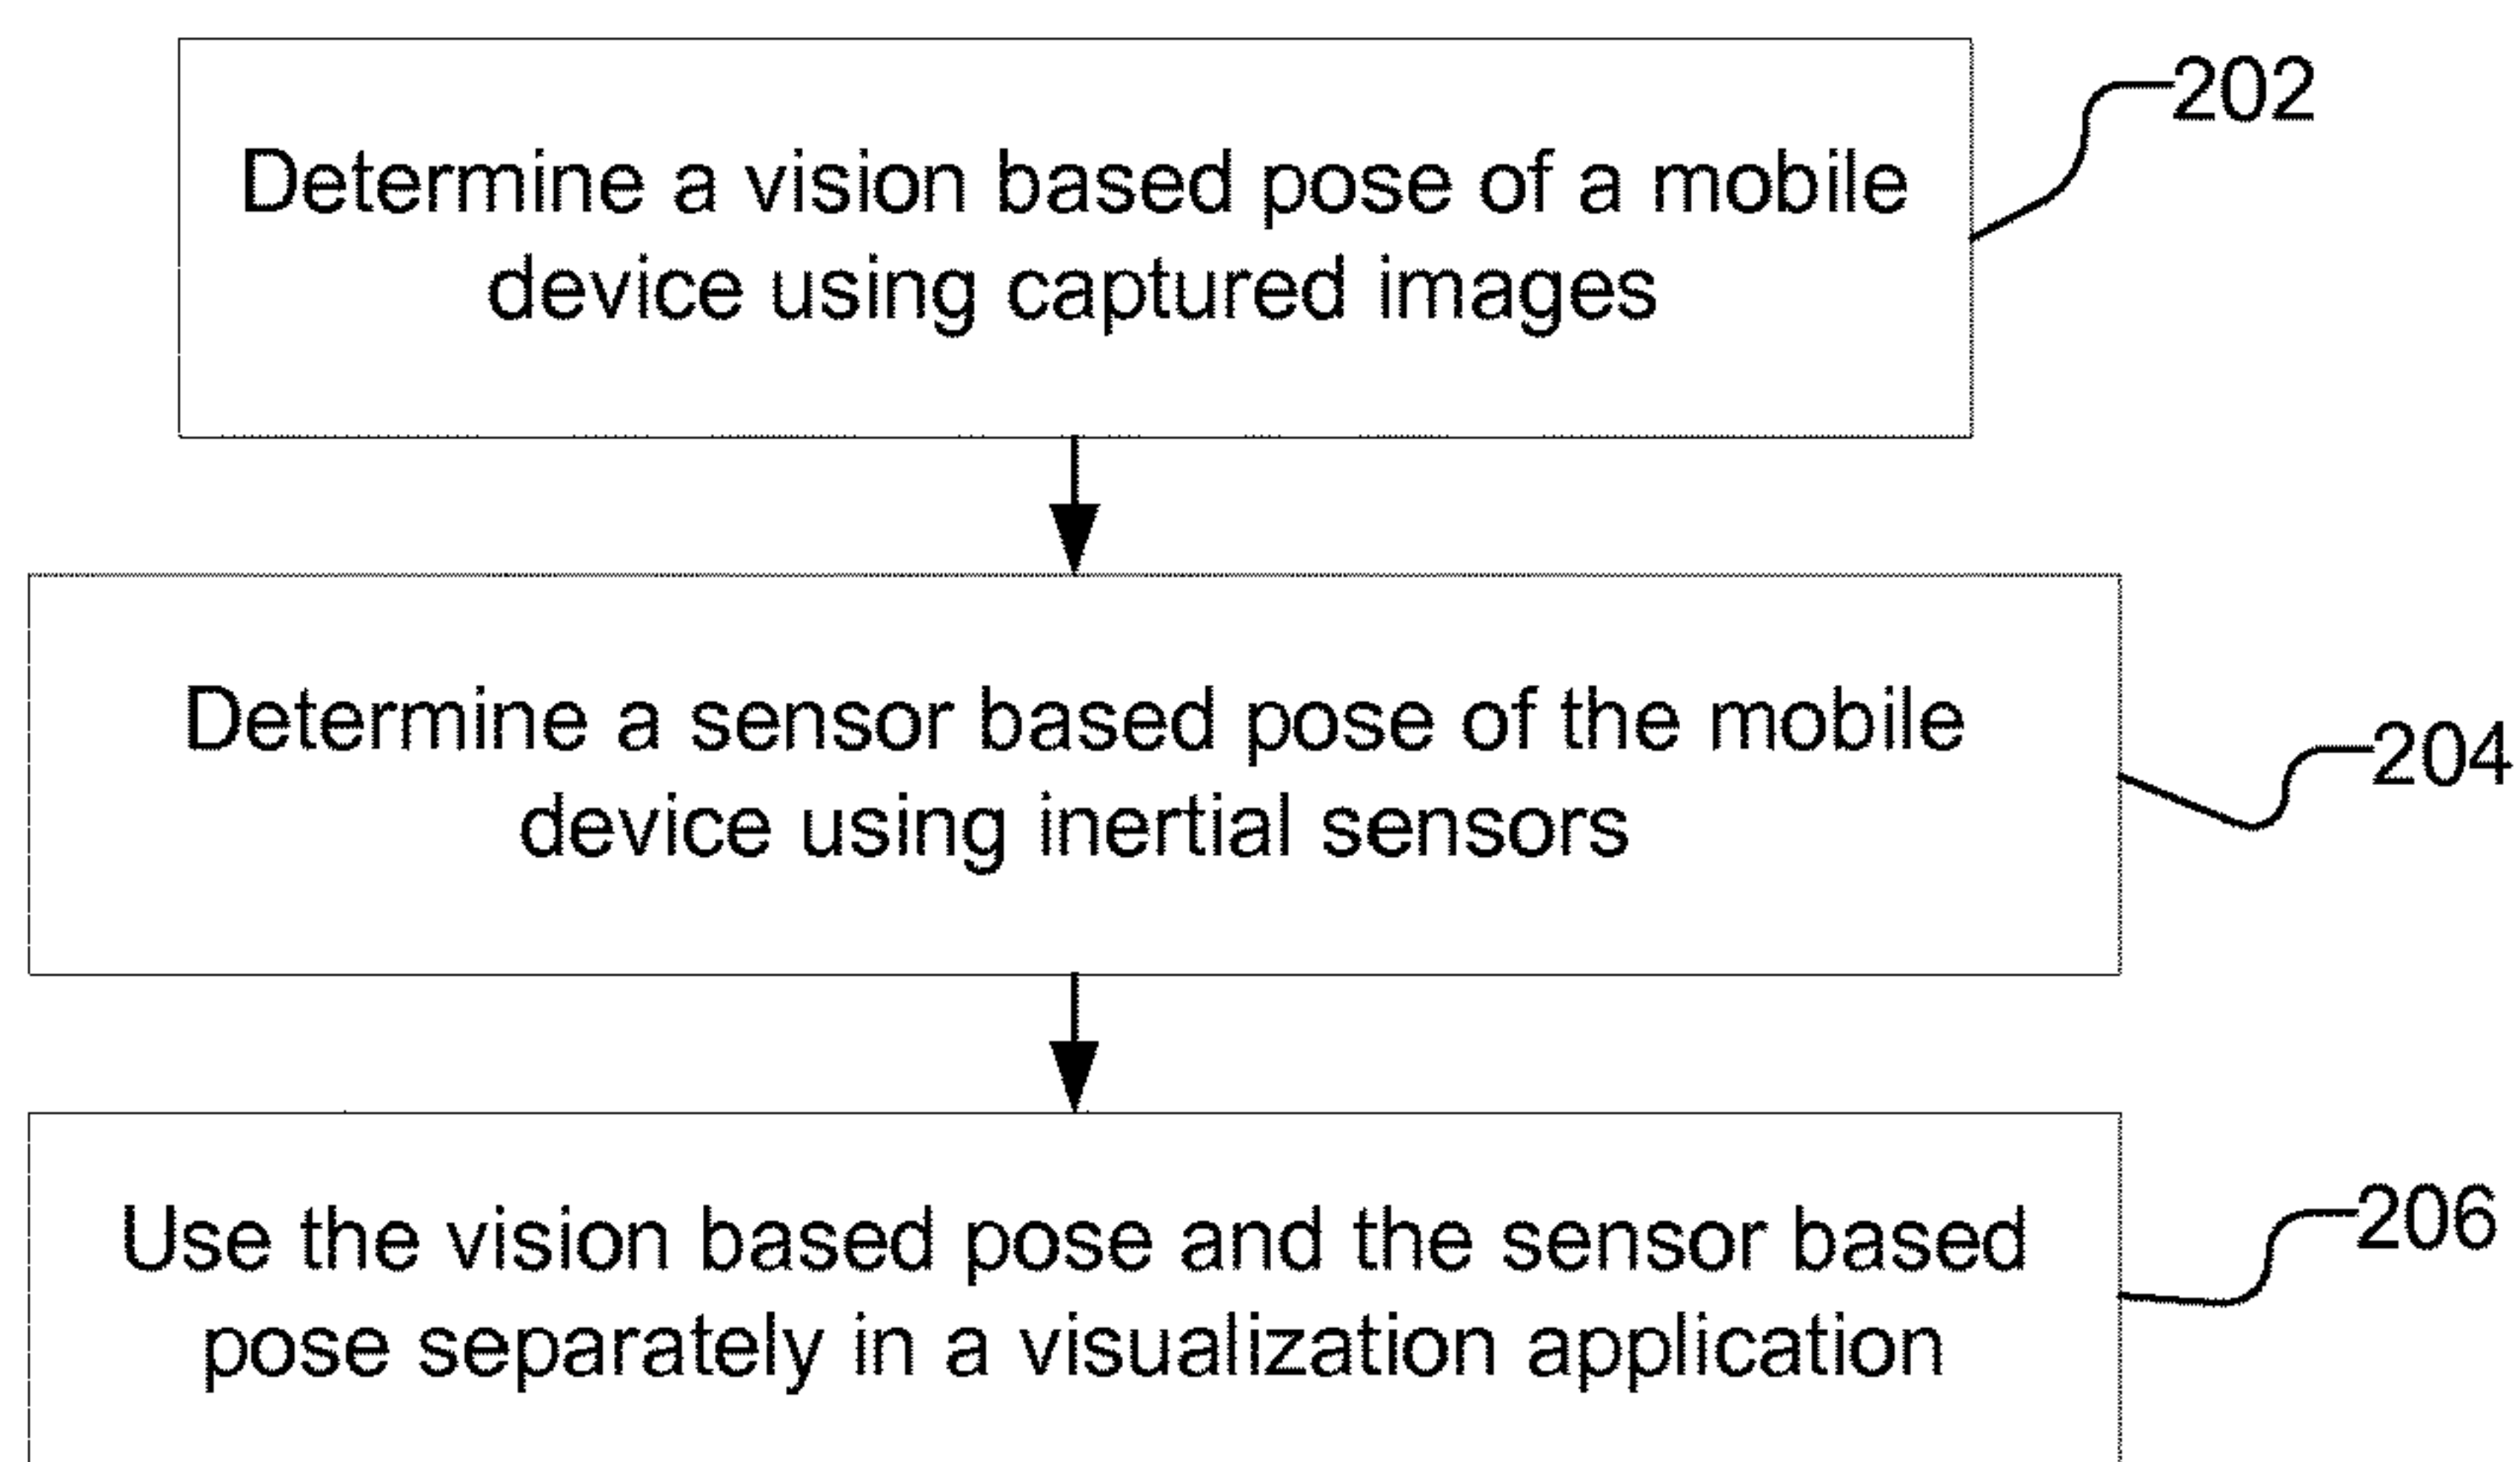 202
Determine a vision based pose of a mobile
device using captured images
Determine a sensor based pose of the mobile
device using inertial sensors
204
Use the vision based pose and the sensor based
pose separately in a visualization application
206